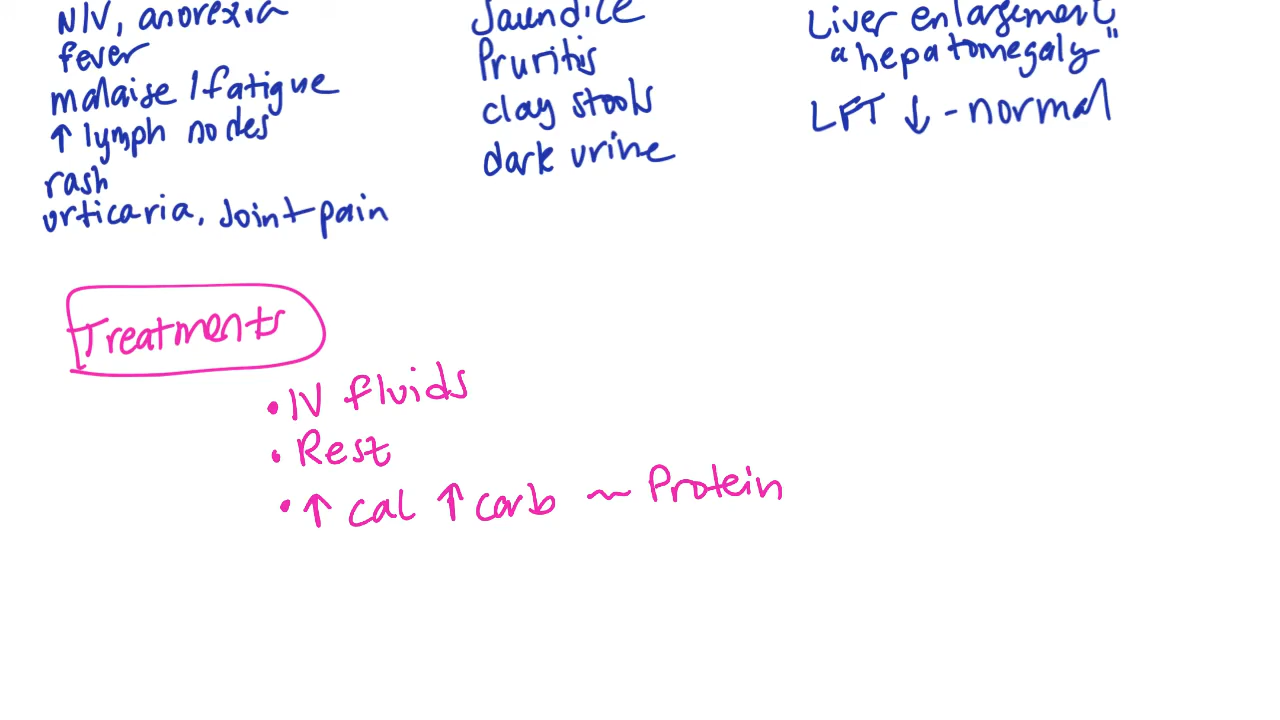 N/V, anorexia
fever
malaise / fatigue
↑ lymph nodes
rash
urticaria, Joint pain
Jaundice
Pruritis
clay stools
dark urine
Liver enlargement
"hepatomegaly"
LFT ↓ - normal
Treatments
• IV fluids
• Rest
• ↑ cal ↑ carb ~ Protein